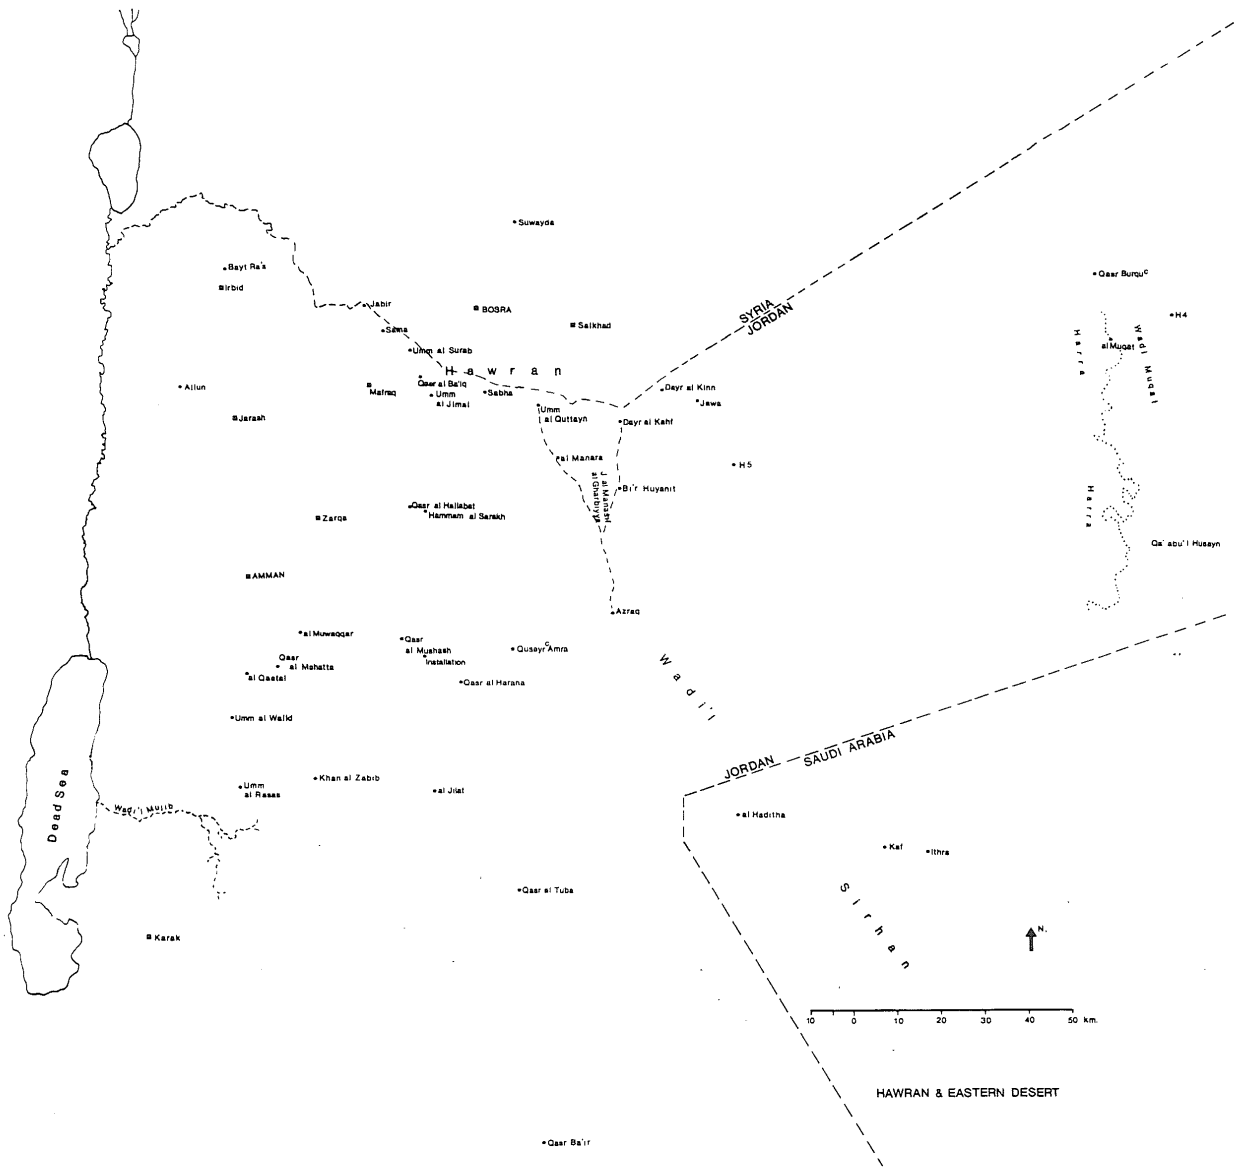 Suwayda
Bayt Ra's
Irbid
Qasr Burquc
Jabir
BOSRA
SYRIA
JORDAN
H4
Sama
Salkhad
Harra
Wadi Muqat
al Muqat
Umm al Surab
Hawran
Ajlun
Mafraq
Qasr al Ba'iq
Umm
al Jimal
Sabha
Dayr al Kinn
Jawa
Umm
al Quttayn
Jarash
Dayr al Kahf
al Manara
H5
J. al Manasif
al Gharbiyya
Bi'r Huyanit
Harra
Qasr al Hallabat
Hammam al Sarakh
Zarqa
Qa' abu'l Husayn
AMMAN
Azraq
al Muwaqqar
Qasr
al Mushash
Installation
Qusayr cAmra
Qasr
al Mshatta
al Qastal
Wadi'l
Qasr al Harana
Umm al Walid
JORDAN
SAUDI ARABIA
Dead Sea
Khan al Zabib
Umm
al Rasas
al Jilat
Wadi'l Mujib
al Haditha
Kaf
Ithra
Qasr al Tuba
Sirhan
Karak
N.
10 0 10 20 30 40 50 km.
HAWRAN & EASTERN DESERT
Qasr Ba'ir